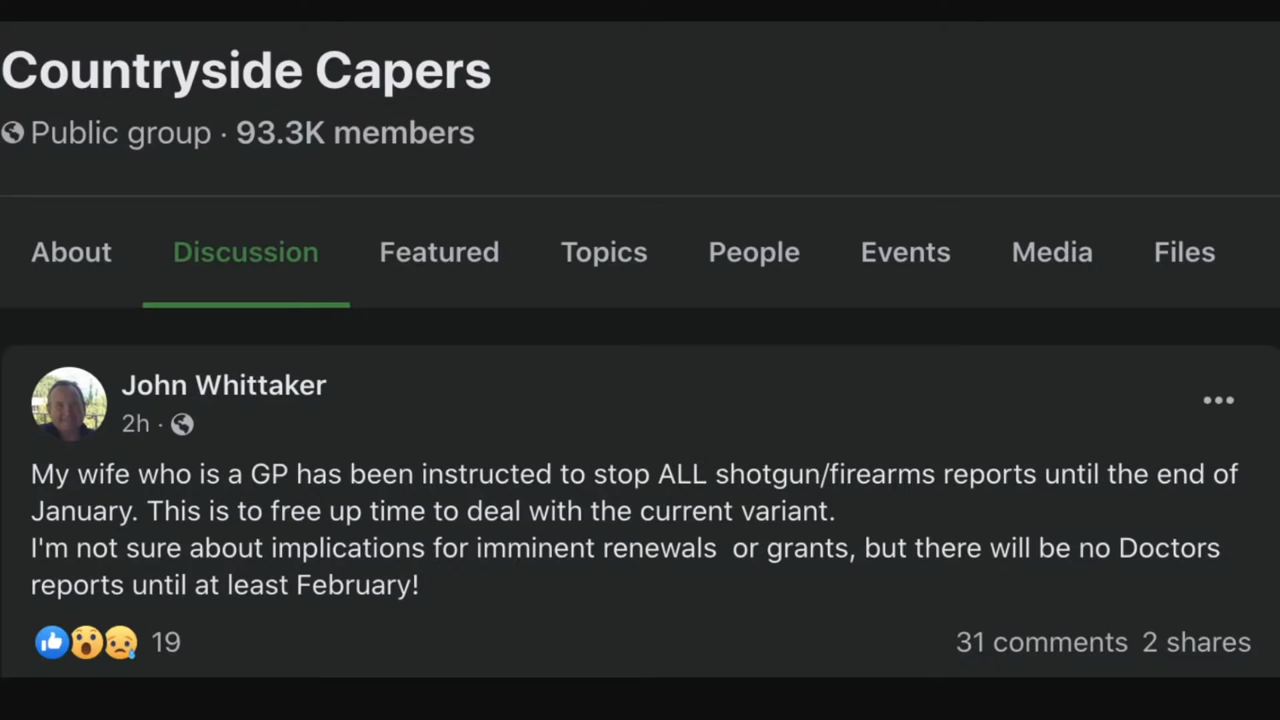 Countryside Capers
Public group · 93.3K members
About Discussion Featured Topics People Events Media Files
John Whittaker
2h ·
My wife who is a GP has been instructed to stop ALL shotgun/firearms reports until the end of
January. This is to free up time to deal with the current variant.
I'm not sure about implications for imminent renewals  or grants, but there will be no Doctors
reports until at least February!
19 31 comments 2 shares